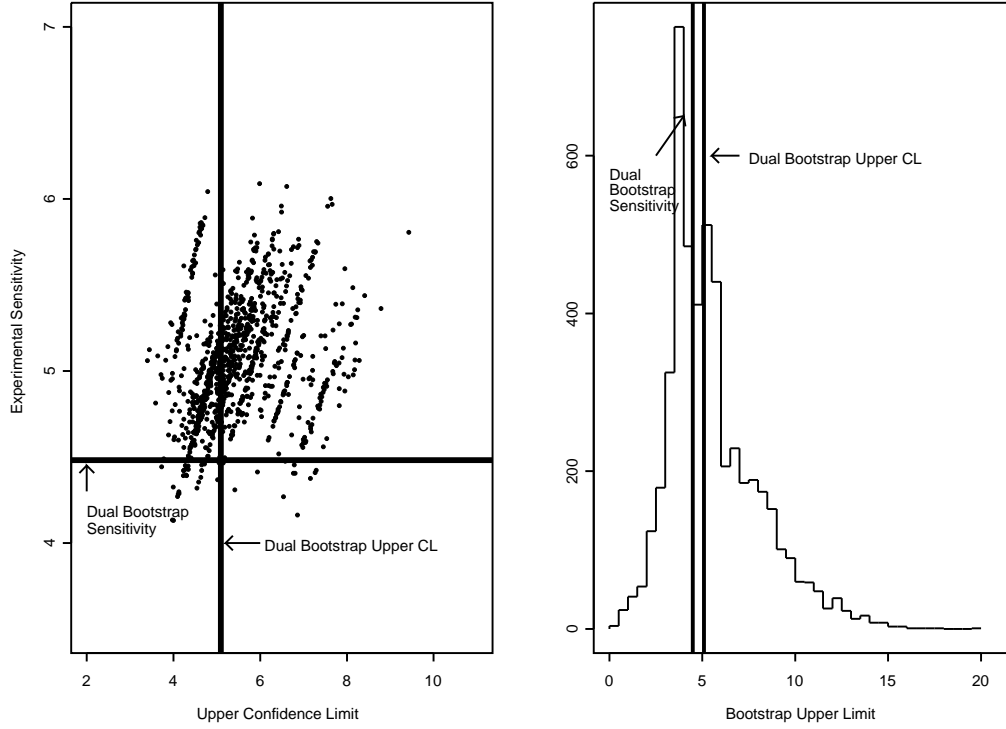 Experimental Sensitivity
7
6
5
4
Dual Bootstrap
Sensitivity
Dual Bootstrap Upper CL
2 4 6 8 10
Upper Confidence Limit
600
400
200
0
Dual
Bootstrap
Sensitivity
Dual Bootstrap Upper CL
0 5 10 15 20
Bootstrap Upper Limit